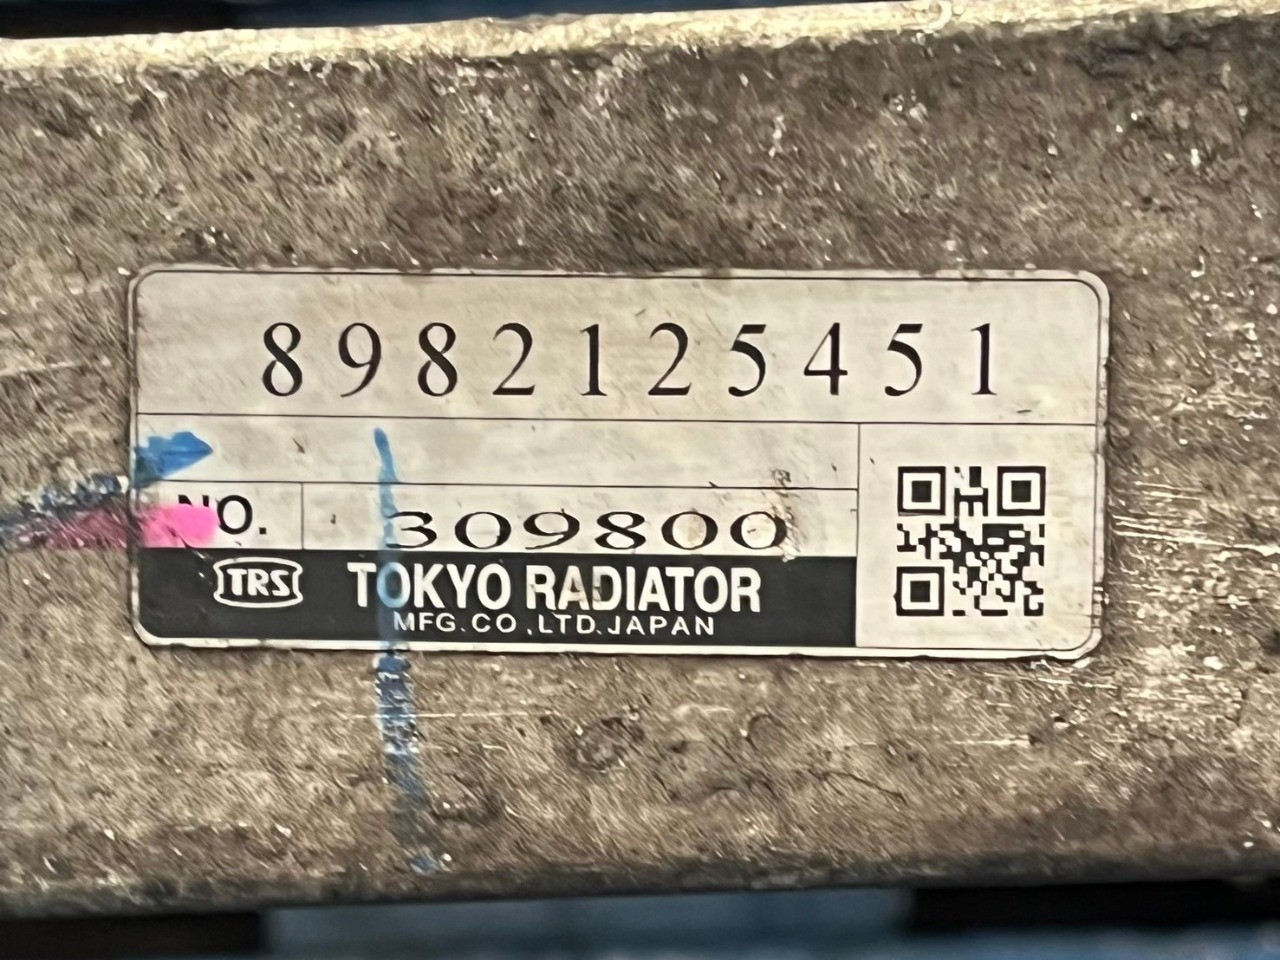 8982125451
NO. 309800
TRS TOKYO RADIATOR
MFG.CO.,LTD.JAPAN